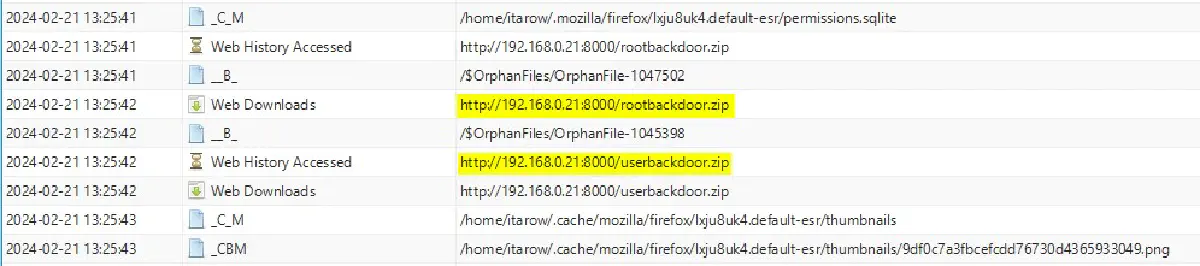 2024-02-21 13:25:41 _C_M /home/itarow/.mozilla/firefox/lxju8uk4.default-esr/permissions.sqlite
2024-02-21 13:25:41 Web History Accessed http://192.168.0.21:8000/rootbackdoor.zip
2024-02-21 13:25:41 __B_ /$OrphanFiles/OrphanFile-1047502
2024-02-21 13:25:42 Web Downloads http://192.168.0.21:8000/rootbackdoor.zip
2024-02-21 13:25:42 __B_ /$OrphanFiles/OrphanFile-1045398
2024-02-21 13:25:42 Web History Accessed http://192.168.0.21:8000/userbackdoor.zip
2024-02-21 13:25:42 Web Downloads http://192.168.0.21:8000/userbackdoor.zip
2024-02-21 13:25:43 _C_M /home/itarow/.cache/mozilla/firefox/lxju8uk4.default-esr/thumbnails
2024-02-21 13:25:43 _CBM /home/itarow/.cache/mozilla/firefox/lxju8uk4.default-esr/thumbnails/9df0c7a3fbcefcdd76730d4365933049.png